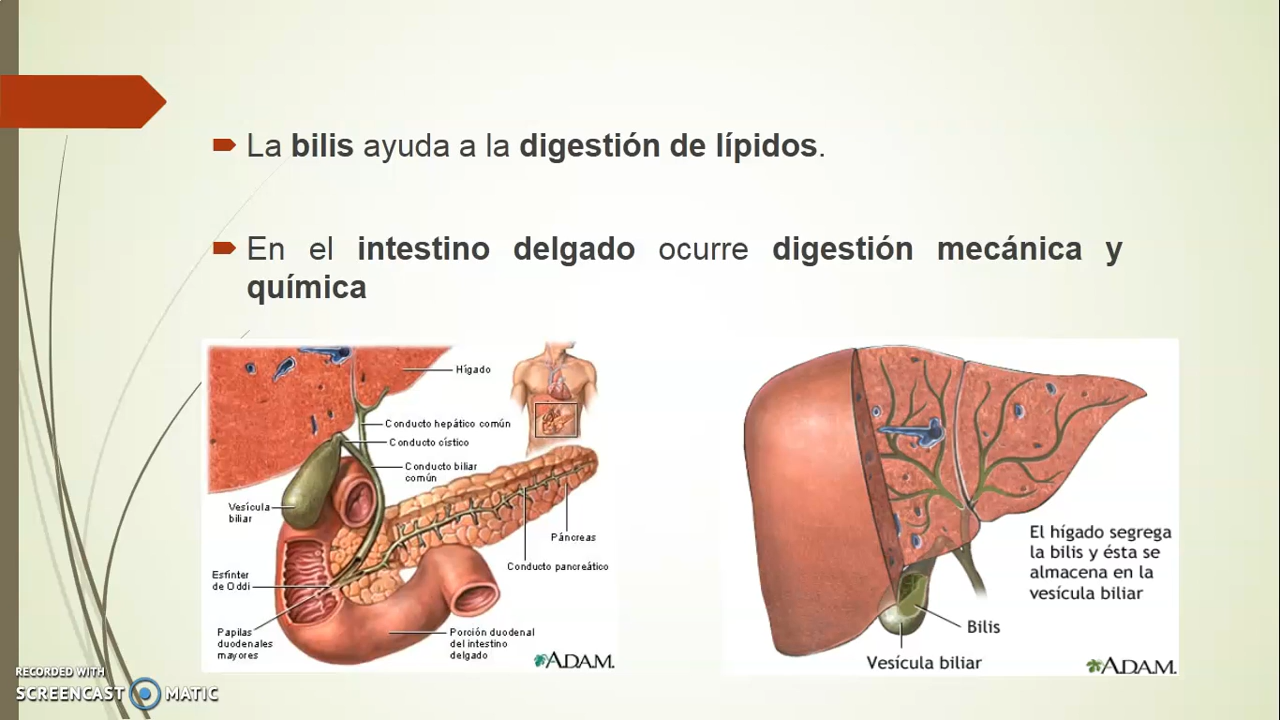 La bilis ayuda a la digestión de lípidos.
En el intestino delgado ocurre digestión mecánica y
química
Hígado
Conducto hepático común
Conducto cístico
Conducto biliar
común
Vesícula
biliar
Páncreas
Conducto pancreático
Esfinter
de Oddi
Papilas
duodenales
mayores
Porción duodenal
del intestino
delgado
ADAM.
El hígado segrega
la bilis y ésta se
almacena en la
vesícula biliar
Bilis
Vesícula biliar
ADAM.
RECORDED WITH
SCREENCAST MATIC